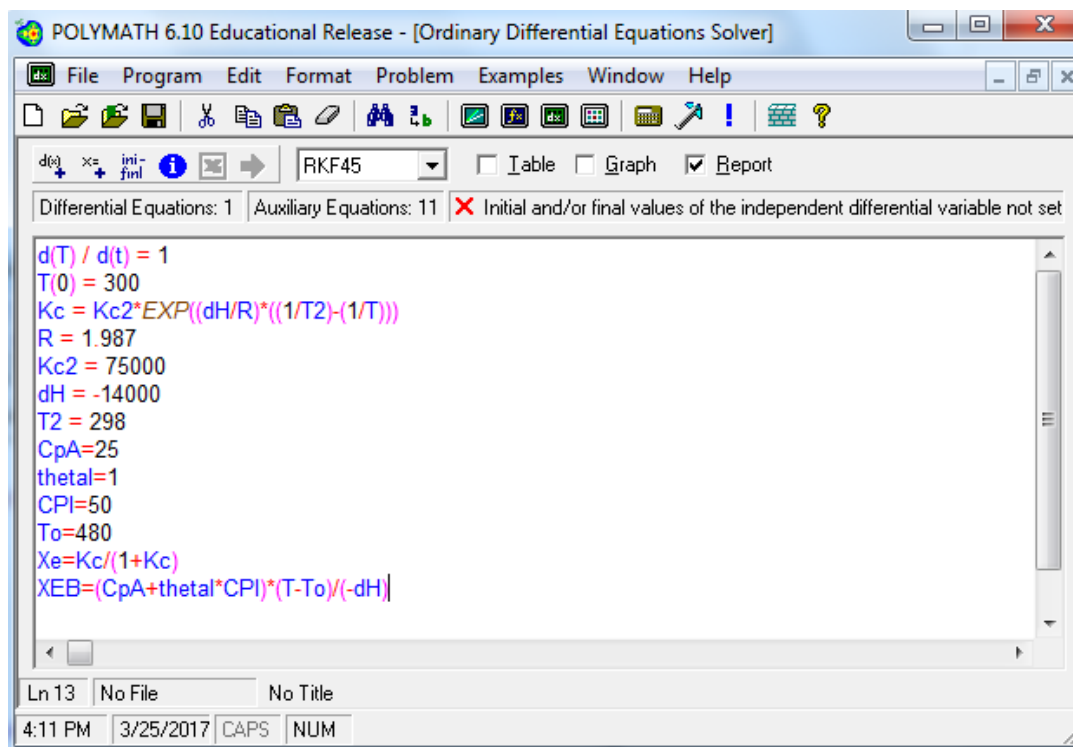 POLYMATH 6.10 Educational Release - [Ordinary Differential Equations Solver]
File Program Edit Format Problem Examples Window Help
d(x) x= ini- finl RKF45 Table Graph Report
Differential Equations: 1 Auxiliary Equations: 11 Initial and/or final values of the independent differential variable not set
d(T) / d(t) = 1
T(0) = 300
Kc = Kc2*EXP((dH/R)*((1/T2)-(1/T)))
R = 1.987
Kc2 = 75000
dH = -14000
T2 = 298
CpA=25
thetaI=1
CPI=50
To=480
Xe=Kc/(1+Kc)
XEB=(CpA+thetaI*CPI)*(T-To)/(-dH)
Ln 13 No File No Title
4:11 PM 3/25/2017 CAPS NUM